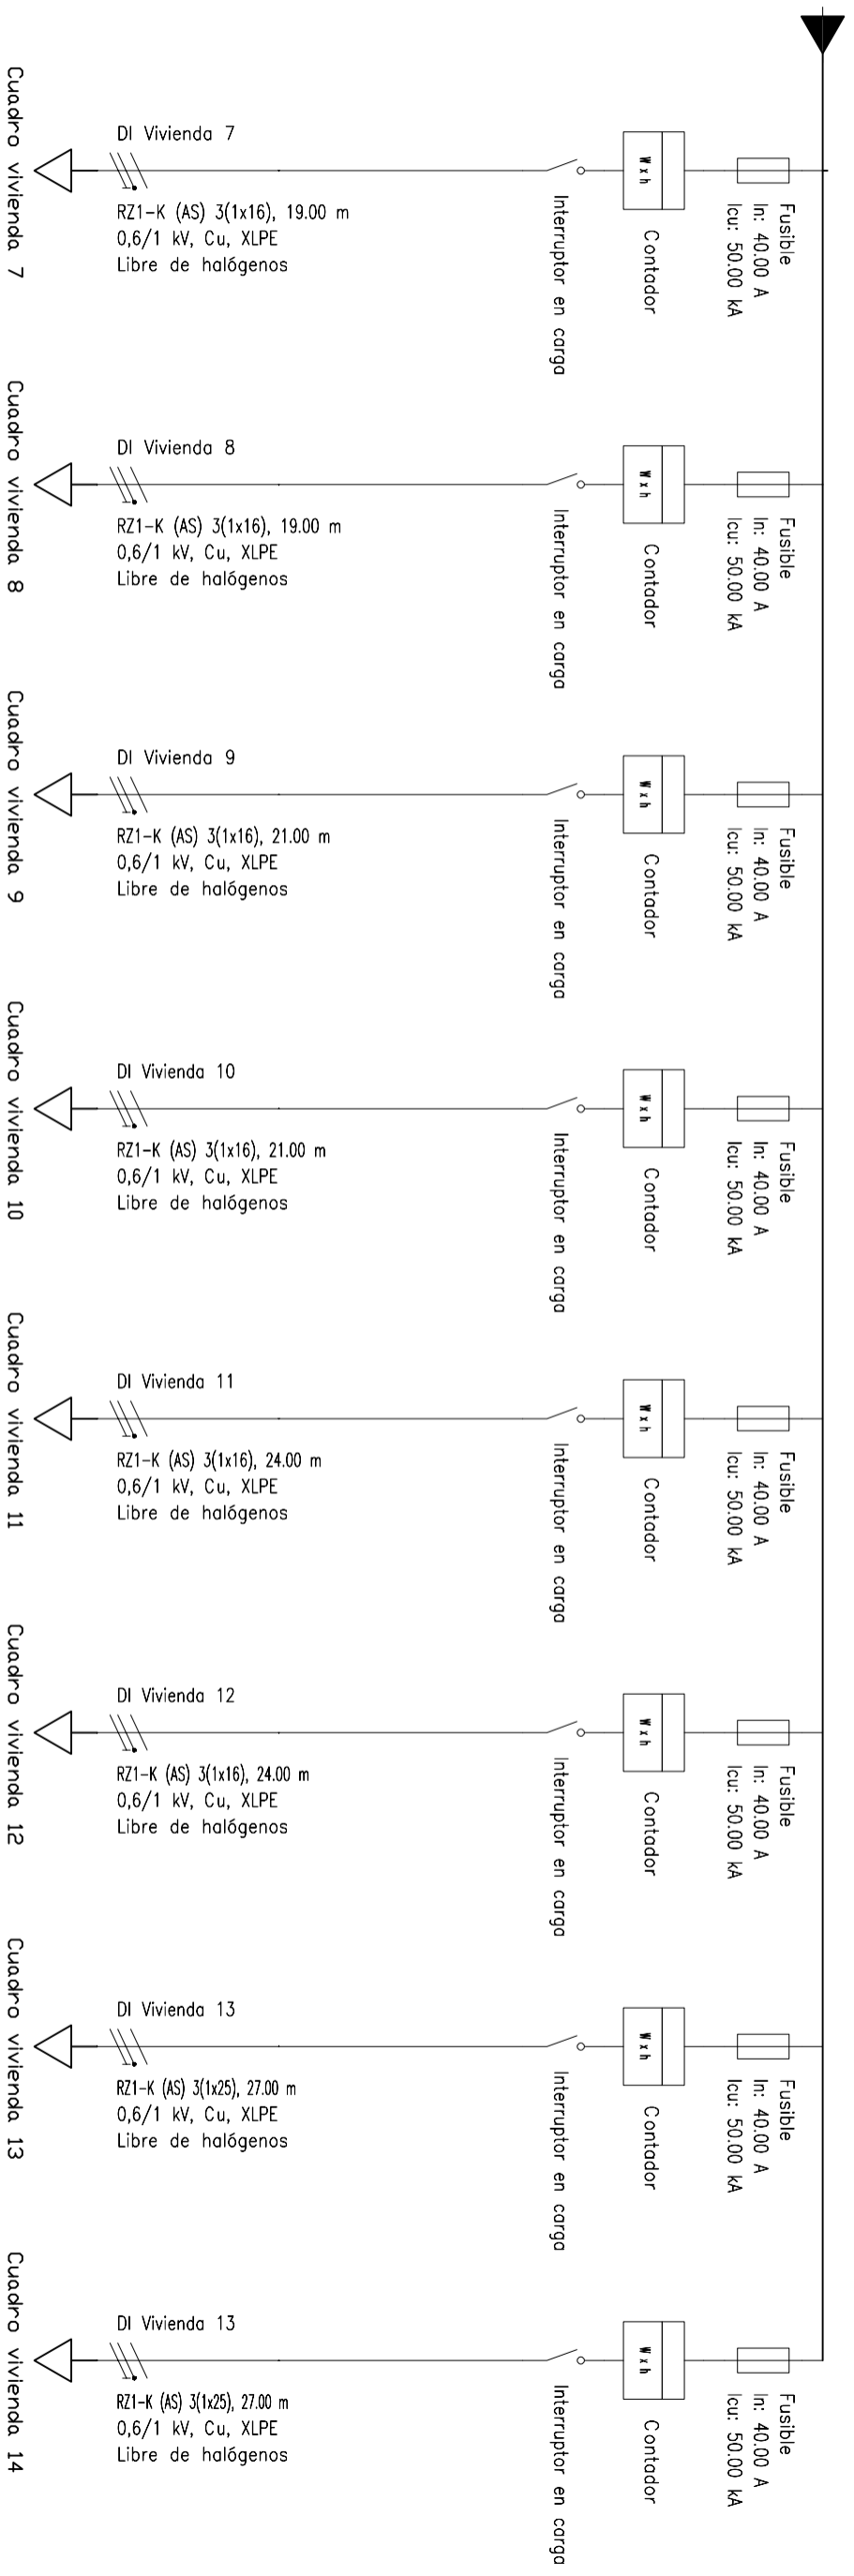 Fusible
In: 40.00 A
Icu: 50.00 kA
Contador
W x h
Interruptor en carga
DI Vivienda 7
RZ1-K (AS) 3(1x16), 19.00 m
0,6/1 kV, Cu, XLPE
Libre de halógenos
Cuadro vivienda 7
Fusible
In: 40.00 A
Icu: 50.00 kA
Contador
W x h
Interruptor en carga
DI Vivienda 8
RZ1-K (AS) 3(1x16), 19.00 m
0,6/1 kV, Cu, XLPE
Libre de halógenos
Cuadro vivienda 8
Fusible
In: 40.00 A
Icu: 50.00 kA
Contador
W x h
Interruptor en carga
DI Vivienda 9
RZ1-K (AS) 3(1x16), 21.00 m
0,6/1 kV, Cu, XLPE
Libre de halógenos
Cuadro vivienda 9
Fusible
In: 40.00 A
Icu: 50.00 kA
Contador
W x h
Interruptor en carga
DI Vivienda 10
RZ1-K (AS) 3(1x16), 21.00 m
0,6/1 kV, Cu, XLPE
Libre de halógenos
Cuadro vivienda 10
Fusible
In: 40.00 A
Icu: 50.00 kA
Contador
W x h
Interruptor en carga
DI Vivienda 11
RZ1-K (AS) 3(1x16), 24.00 m
0,6/1 kV, Cu, XLPE
Libre de halógenos
Cuadro vivienda 11
Fusible
In: 40.00 A
Icu: 50.00 kA
Contador
W x h
Interruptor en carga
DI Vivienda 12
RZ1-K (AS) 3(1x16), 24.00 m
0,6/1 kV, Cu, XLPE
Libre de halógenos
Cuadro vivienda 12
Fusible
In: 40.00 A
Icu: 50.00 kA
Contador
W x h
Interruptor en carga
DI Vivienda 13
RZ1-K (AS) 3(1x25), 27.00 m
0,6/1 kV, Cu, XLPE
Libre de halógenos
Cuadro vivienda 13
Fusible
In: 40.00 A
Icu: 50.00 kA
Contador
W x h
Interruptor en carga
DI Vivienda 13
RZ1-K (AS) 3(1x25), 27.00 m
0,6/1 kV, Cu, XLPE
Libre de halógenos
Cuadro vivienda 14